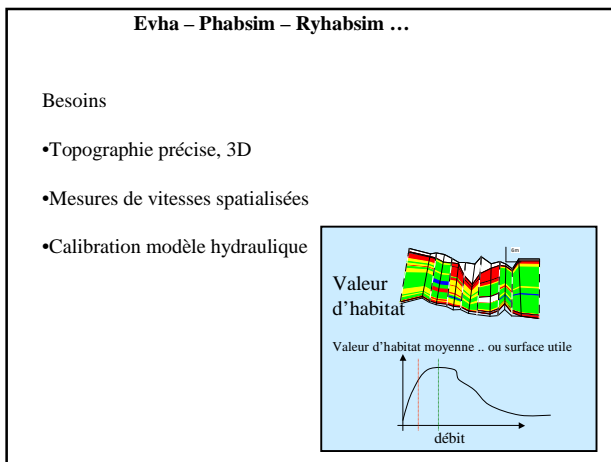 Evha – Phabsim – Ryhabsim …
Besoins
•Topographie précise, 3D
•Mesures de vitesses spatialisées
•Calibration modèle hydraulique
Valeur
d’habitat
Valeur d’habitat moyenne .. ou surface utile
débit